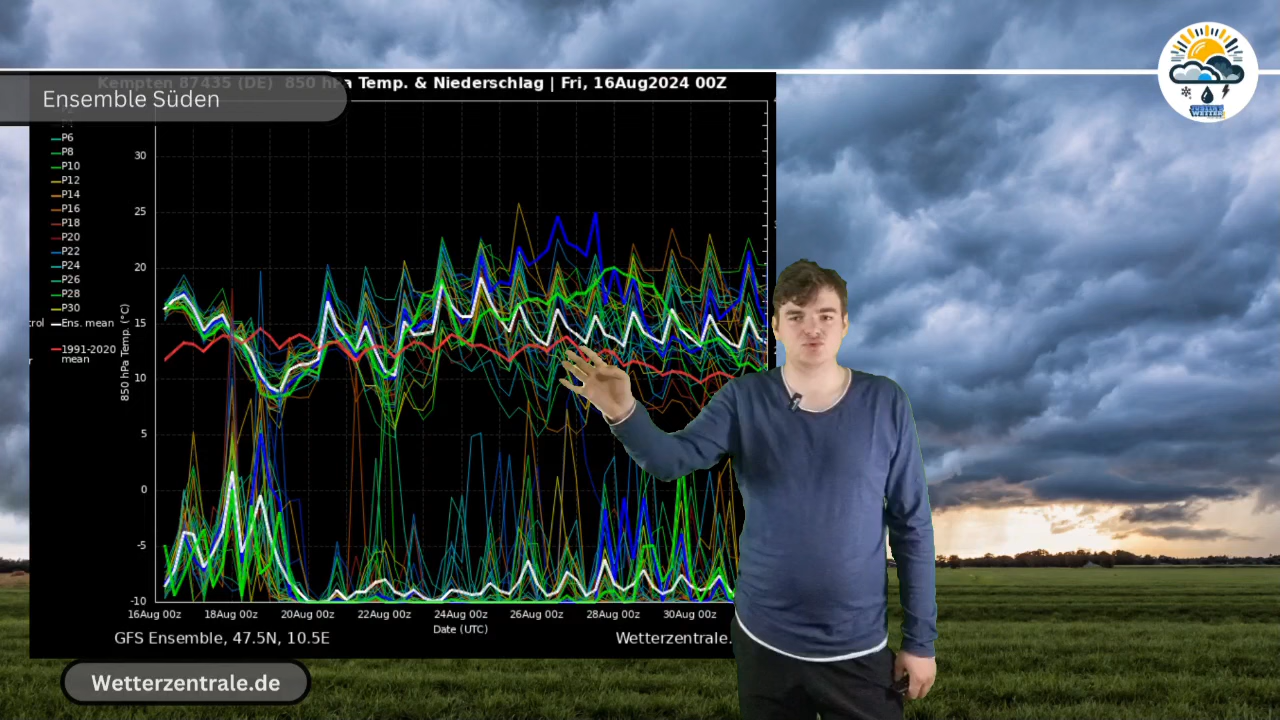 Kempten 87435 (DE) 850 hPa Temp. & Niederschlag | Fri, 16Aug2024 00Z
Ensemble Süden
P6
P8
P10
P12
P14
P16
P18
P20
P22
P24
P26
P28
P30
Ens. mean
1991-2020
mean
850 hPa Temp. (°C)
30
25
20
15
10
5
0
-5
-10
16Aug 00z
18Aug 00z
20Aug 00z
22Aug 00z
24Aug 00z
26Aug 00z
28Aug 00z
30Aug 00z
Date (UTC)
GFS Ensemble, 47.5N, 10.5E
Wetterzentrale.
Wetterzentrale.de